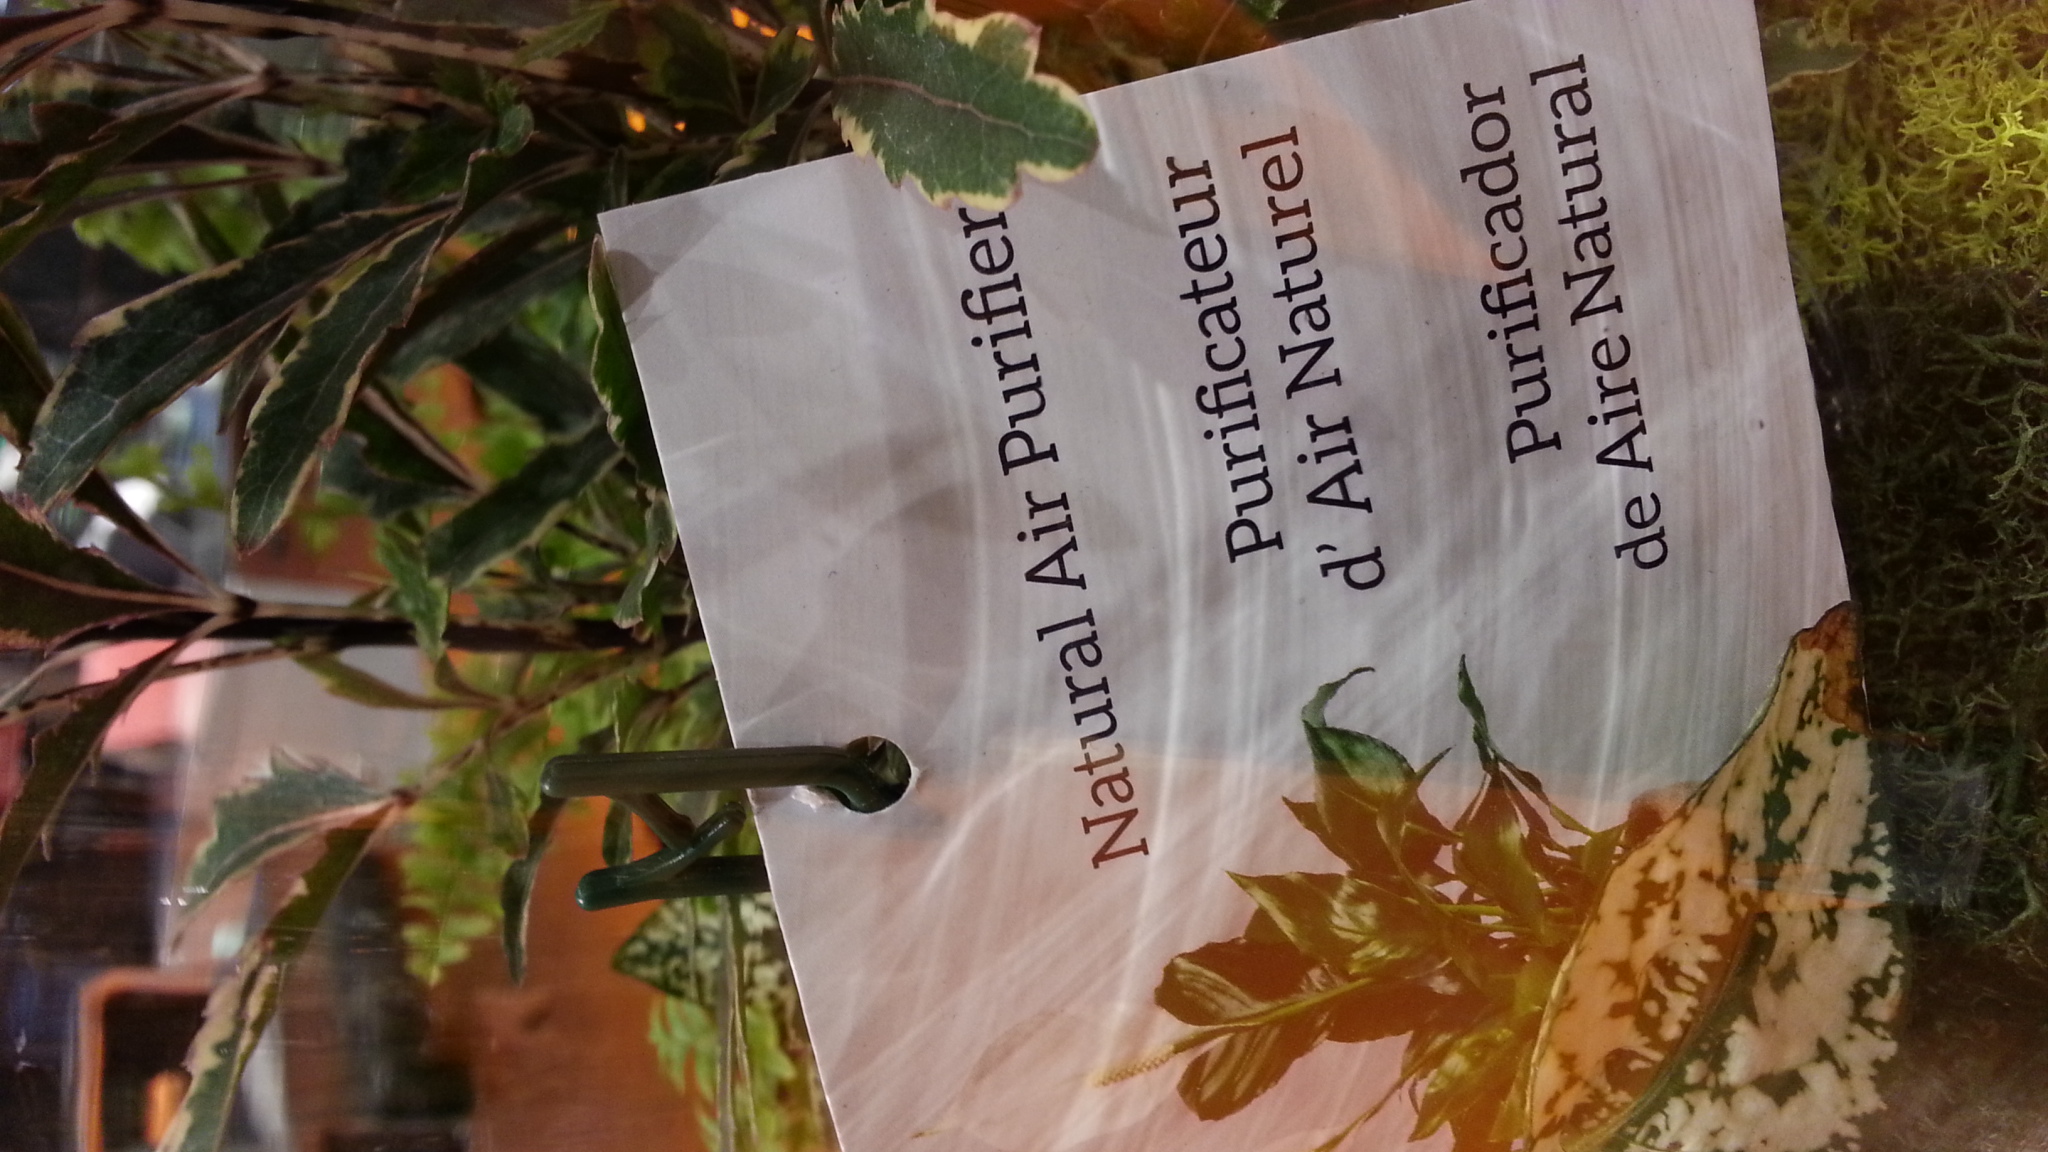 Natural Air Purifier
Purificateur
d' Air Naturel
Purificador
de Aire Natural